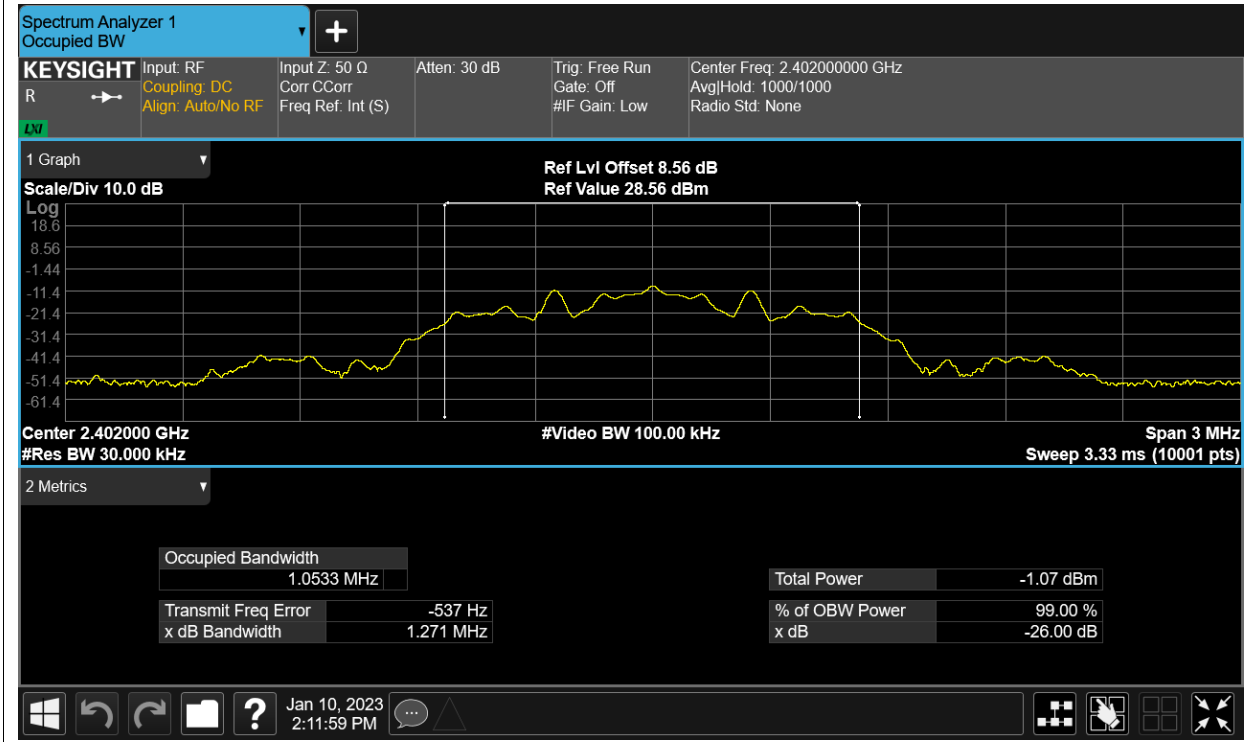 Spectrum Analyzer 1
Occupied BW
KEYSIGHT Input: RF Input Z: 50 Ω Atten: 30 dB Trig: Free Run Center Freq: 2.402000000 GHz
R Coupling: DC Corr CCorr Gate: Off Avg|Hold: 1000/1000
Align: Auto/No RF Freq Ref: Int (S) #IF Gain: Low Radio Std: None
LXI
1 Graph
Ref Lvl Offset 8.56 dB
Scale/Div 10.0 dB Ref Value 28.56 dBm
Log
18.6
8.56
-1.44
-11.4
-21.4
-31.4
-41.4
-51.4
-61.4
Center 2.402000 GHz #Video BW 100.00 kHz Span 3 MHz
#Res BW 30.000 kHz Sweep 3.33 ms (10001 pts)
2 Metrics
Occupied Bandwidth
1.0533 MHz Total Power -1.07 dBm
Transmit Freq Error -537 Hz % of OBW Power 99.00 %
x dB Bandwidth 1.271 MHz x dB -26.00 dB
? Jan 10, 2023
2:11:59 PM